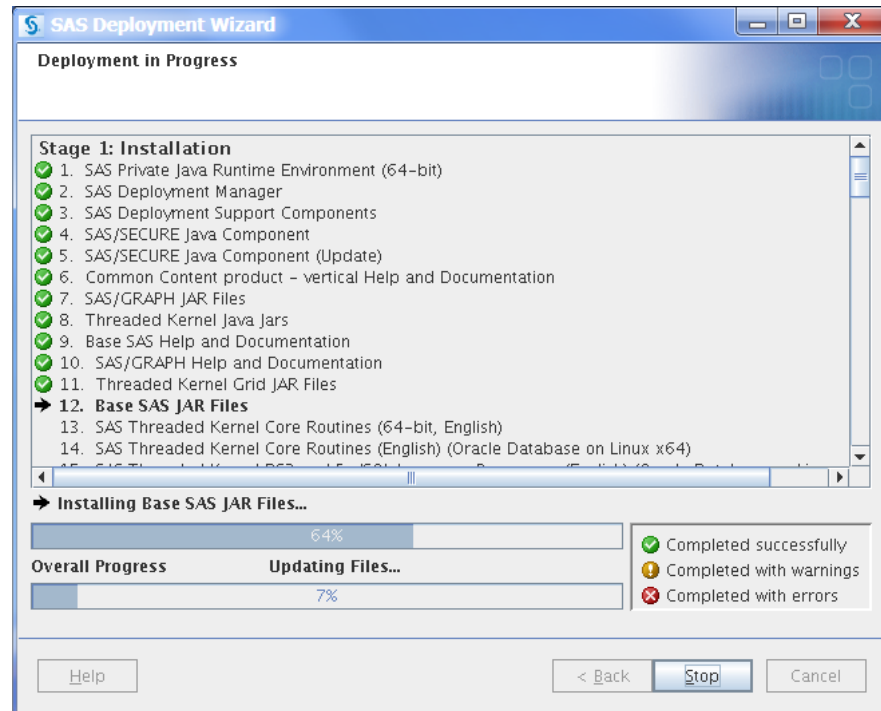 SAS Deployment Wizard
Deployment in Progress
Stage 1: Installation
1. SAS Private Java Runtime Environment (64-bit)
2. SAS Deployment Manager
3. SAS Deployment Support Components
4. SAS/SECURE Java Component
5. SAS/SECURE Java Component (Update)
6. Common Content product - vertical Help and Documentation
7. SAS/GRAPH JAR Files
8. Threaded Kernel Java Jars
9. Base SAS Help and Documentation
10. SAS/GRAPH Help and Documentation
11. Threaded Kernel Grid JAR Files
12. Base SAS JAR Files
13. SAS Threaded Kernel Core Routines (64-bit, English)
14. SAS Threaded Kernel Core Routines (English) (Oracle Database on Linux x64)
Installing Base SAS JAR Files...
64%
Overall Progress Updating Files...
7%
Completed successfully
Completed with warnings
Completed with errors
Help
< Back
Stop
Cancel